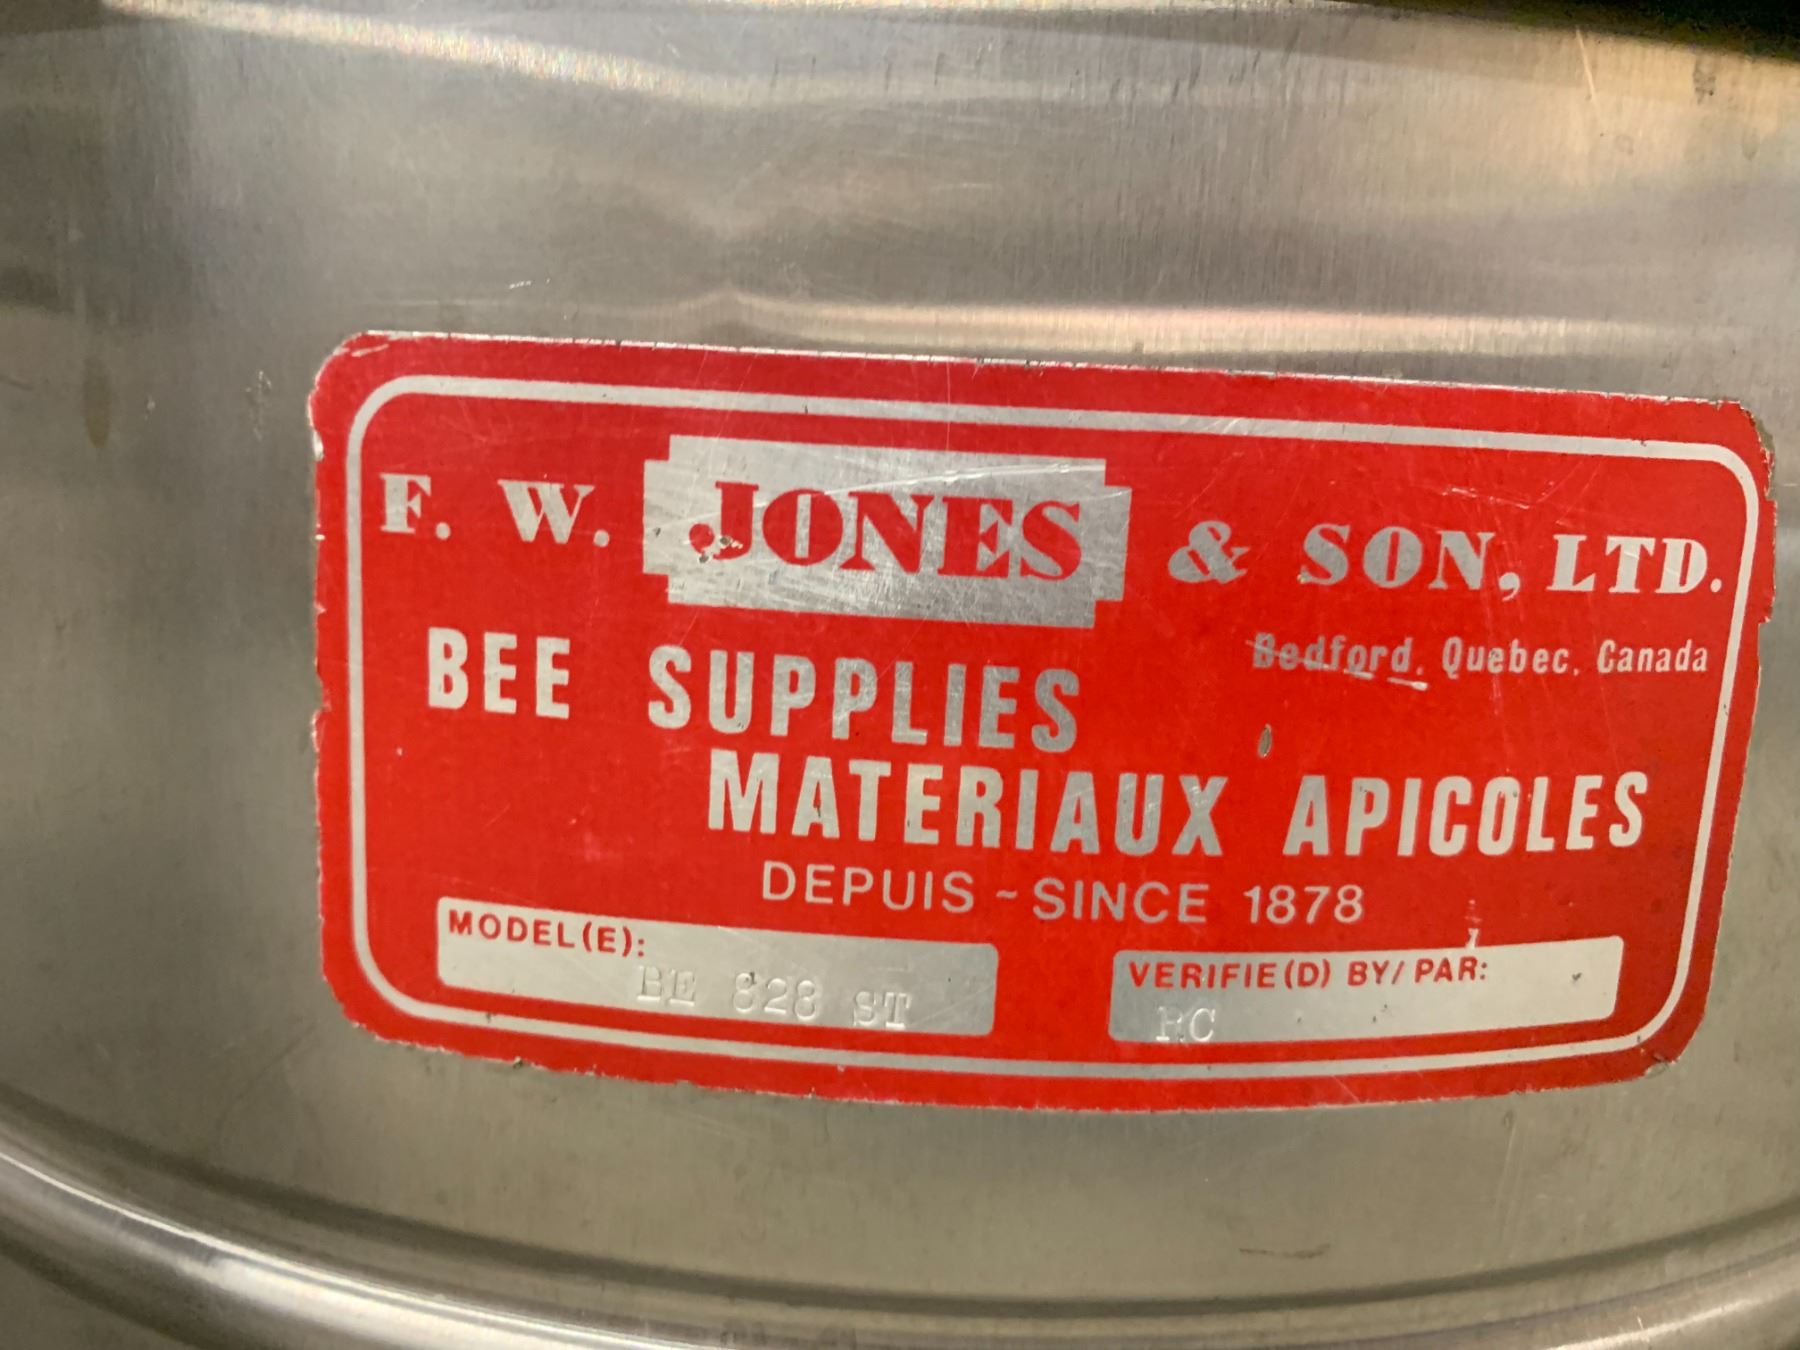 F. W. JONES & SON, LTD.
Bedford, Quebec, Canada
BEE SUPPLIES
MATERIAUX APICOLES
DEPUIS ~ SINCE 1878
MODEL(E):
BE 828 ST
VERIFIE(D) BY/PAR: